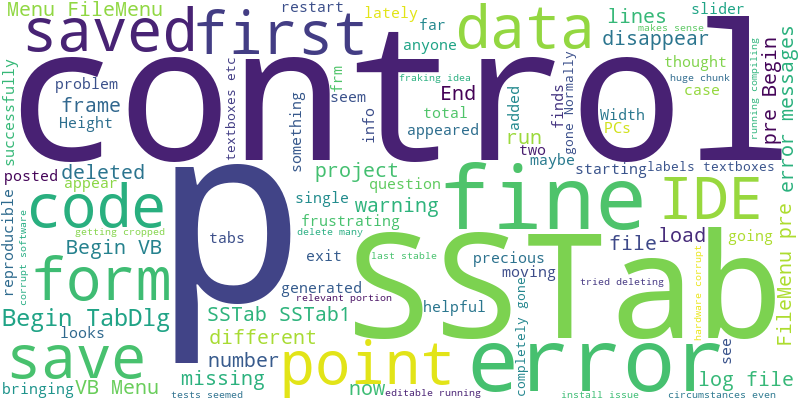 Menu FileMenu
restart
lately
slider
saved
first
far
data
lines
makes sense
disappear
anyone
successfully
control
problem
textboxes etc
frm
seem
fraking idea
thought
huge chunk
running compiling
pre Begin
error messages
frame
Height
something
info
End
total
appeared
added
run
finds
gone Normally
Width
PCs
case
two
maybe
posted
deleted
appear
project
question
warning
starting
labels textboxes
reproducible
corrupt software
code
p
single
frustrating
fine
IDE
getting cropped
Begin VB
tabs
delete many
exit
last stable
file
load
going
hardware corrupt
FileMenu pre
form
generated
relevant portion
precious
moving
tried deleting
Begin TabDlg
SSTab SSTab1
helpful
completely gone
SSTab
looks
different
save
number
missing
point
error
see
log file
bringing
VB Menu
tests seemed
now
editable running
install issue
circumstances even